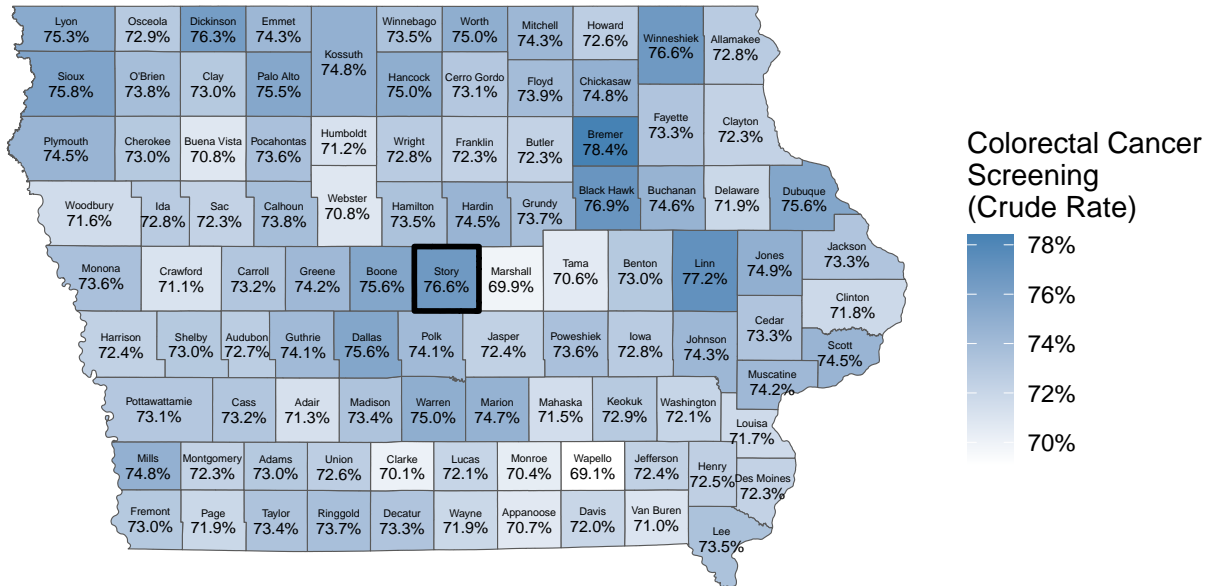 Lyon
75.3%
Osceola
72.9%
Dickinson
76.3%
Emmet
74.3%
Kossuth
74.8%
Winnebago
73.5%
Worth
75.0%
Mitchell
74.3%
Howard
72.6%
Winneshiek
76.6%
Allamakee
72.8%
Sioux
75.8%
O'Brien
73.8%
Clay
73.0%
Palo Alto
75.5%
Hancock
75.0%
Cerro Gordo
73.1%
Floyd
73.9%
Chickasaw
74.8%
Fayette
73.3%
Clayton
72.3%
Plymouth
74.5%
Cherokee
73.0%
Buena Vista
70.8%
Pocahontas
73.6%
Humboldt
71.2%
Wright
72.8%
Franklin
72.3%
Butler
72.3%
Bremer
78.4%
Woodbury
71.6%
Ida
72.8%
Sac
72.3%
Calhoun
73.8%
Webster
70.8%
Hamilton
73.5%
Hardin
74.5%
Grundy
73.7%
Black Hawk
76.9%
Buchanan
74.6%
Delaware
71.9%
Dubuque
75.6%
Monona
73.6%
Crawford
71.1%
Carroll
73.2%
Greene
74.2%
Boone
75.6%
Story
76.6%
Marshall
69.9%
Tama
70.6%
Benton
73.0%
Linn
77.2%
Jones
74.9%
Jackson
73.3%
Clinton
71.8%
Harrison
72.4%
Shelby
73.0%
Audubon
72.7%
Guthrie
74.1%
Dallas
75.6%
Polk
74.1%
Jasper
72.4%
Poweshiek
73.6%
Iowa
72.8%
Johnson
74.3%
Cedar
73.3%
Scott
74.5%
Muscatine
74.2%
Pottawattamie
73.1%
Cass
73.2%
Adair
71.3%
Madison
73.4%
Warren
75.0%
Marion
74.7%
Mahaska
71.5%
Keokuk
72.9%
Washington
72.1%
Louisa
71.7%
Mills
74.8%
Montgomery
72.3%
Adams
73.0%
Union
72.6%
Clarke
70.1%
Lucas
72.1%
Monroe
70.4%
Wapello
69.1%
Jefferson
72.4%
Henry
72.5%
Des Moines
72.3%
Fremont
73.0%
Page
71.9%
Taylor
73.4%
Ringgold
73.7%
Decatur
73.3%
Wayne
71.9%
Appanoose
70.7%
Davis
72.0%
Van Buren
71.0%
Lee
73.5%
Colorectal Cancer
Screening
(Crude Rate)
78%
76%
74%
72%
70%